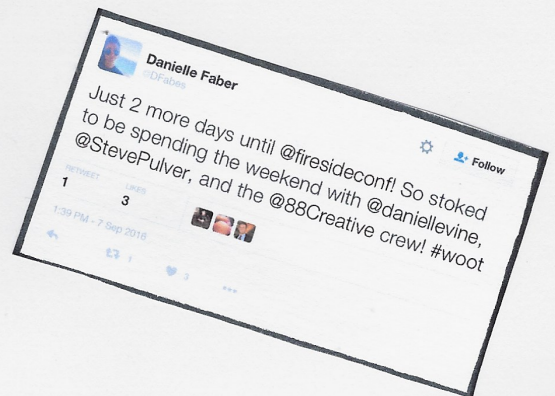 Danielle Faber
@DFabes
Follow
Just 2 more days until @firesideconf! So stoked
to be spending the weekend with @daniellevine,
@StevePulver, and the @88Creative crew! #woot
RETWEET
LIKES
1
3
1:39 PM - 7 Sep 2016
1
3